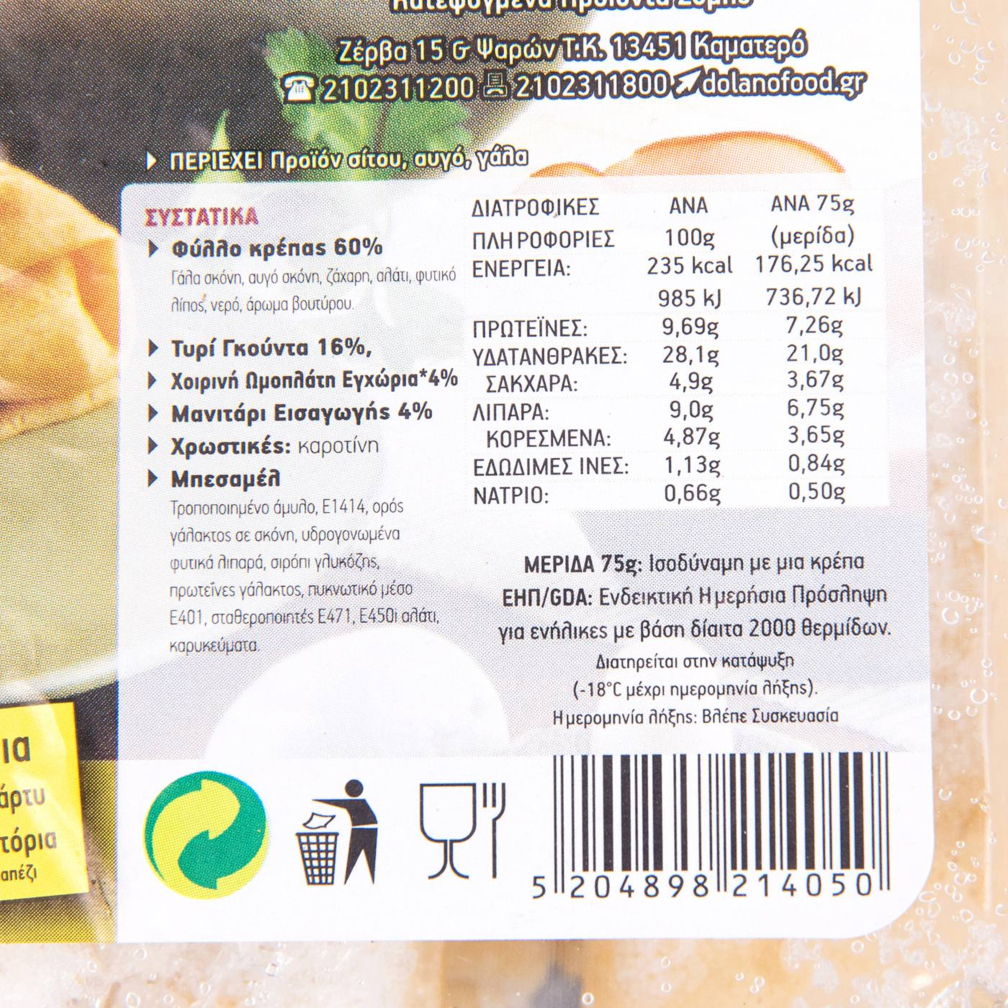 Κατεψυγμένα Προϊόντα Ζύμης
Ζέρβα 15 & Ψαρών Τ.Κ. 13451 Καματερό
2102311200 2102311800 dolanofood.gr
ΠΕΡΙΕΧΕΙ Προϊόν σίτου, αυγό, γάλα
ΣΥΣΤΑΤΙΚΑ
Φύλλο κρέπας 60%
Γάλα σκόνη, αυγό σκόνη, ζάχαρη, αλάτι, φυτικό
λίπος, νερό, άρωμα βουτύρου.
Τυρί Γκούντα 16%,
Χοιρινή Ωμοπλάτη Εγχώρια*4%
Μανιτάρι Εισαγωγής 4%
Χρωστικές: καροτίνη
Μπεσαμέλ
Τροποποιημένο άμυλο, Ε1414, ορός
γάλακτος σε σκόνη, υδρογονωμένα
φυτικά λιπαρά, σιρόπι γλυκόζης,
πρωτεΐνες γάλακτος, πυκνωτικό μέσο
Ε401, σταθεροποιητές Ε471, Ε450i αλάτι,
καρυκεύματα.
ΔΙΑΤΡΟΦΙΚΕΣ ΑΝΑ ΑΝΑ 75g
ΠΛΗΡΟΦΟΡΙΕΣ 100g (μερίδα)
ΕΝΕΡΓΕΙΑ: 235 kcal 176,25 kcal
985 kJ 736,72 kJ
ΠΡΩΤΕΪΝΕΣ: 9,69g 7,26g
ΥΔΑΤΑΝΘΡΑΚΕΣ: 28,1g 21,0g
ΣΑΚΧΑΡΑ: 4,9g 3,67g
ΛΙΠΑΡΑ: 9,0g 6,75g
ΚΟΡΕΣΜΕΝΑ: 4,87g 3,65g
ΕΔΩΔΙΜΕΣ ΙΝΕΣ: 1,13g 0,84g
ΝΑΤΡΙΟ: 0,66g 0,50g
ΜΕΡΙΔΑ 75g: Ισοδύναμη με μια κρέπα
ΕΗΠ/GDA: Ενδεικτική Ημερήσια Πρόσληψη
για ενήλικες με βάση δίαιτα 2000 θερμίδων.
Διατηρείται στην κατάψυξη
(-18°C μέχρι ημερομηνία λήξης).
Ημερομηνία λήξης: Βλέπε Συσκευασία
ια
άρτυ
τόρια
απέζι
5 204898 214050